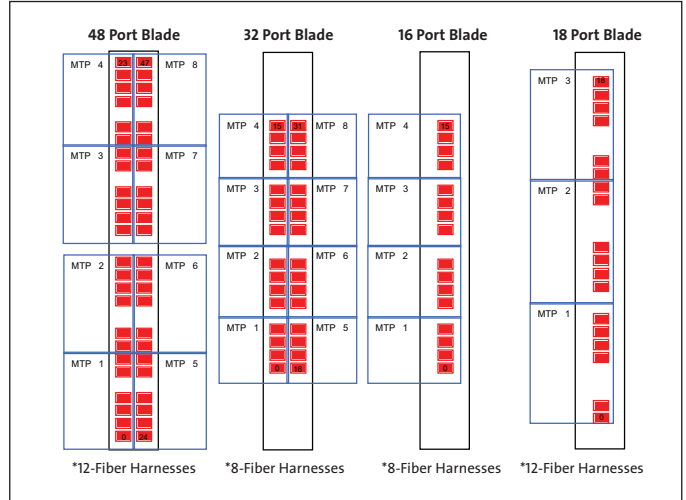 48 Port Blade
32 Port Blade
16 Port Blade
18 Port Blade
MTP 4
23
47
MTP 8
MTP 3
MTP 7
MTP 2
MTP 6
MTP 1
MTP 5
0
24
*12-Fiber Harnesses
MTP 4
15
31
MTP 8
MTP 3
MTP 7
MTP 2
MTP 6
MTP 1
MTP 5
0
16
*8-Fiber Harnesses
MTP 4
15
MTP 3
MTP 2
MTP 1
0
*8-Fiber Harnesses
MTP 3
18
MTP 2
MTP 1
0
*12-Fiber Harnesses